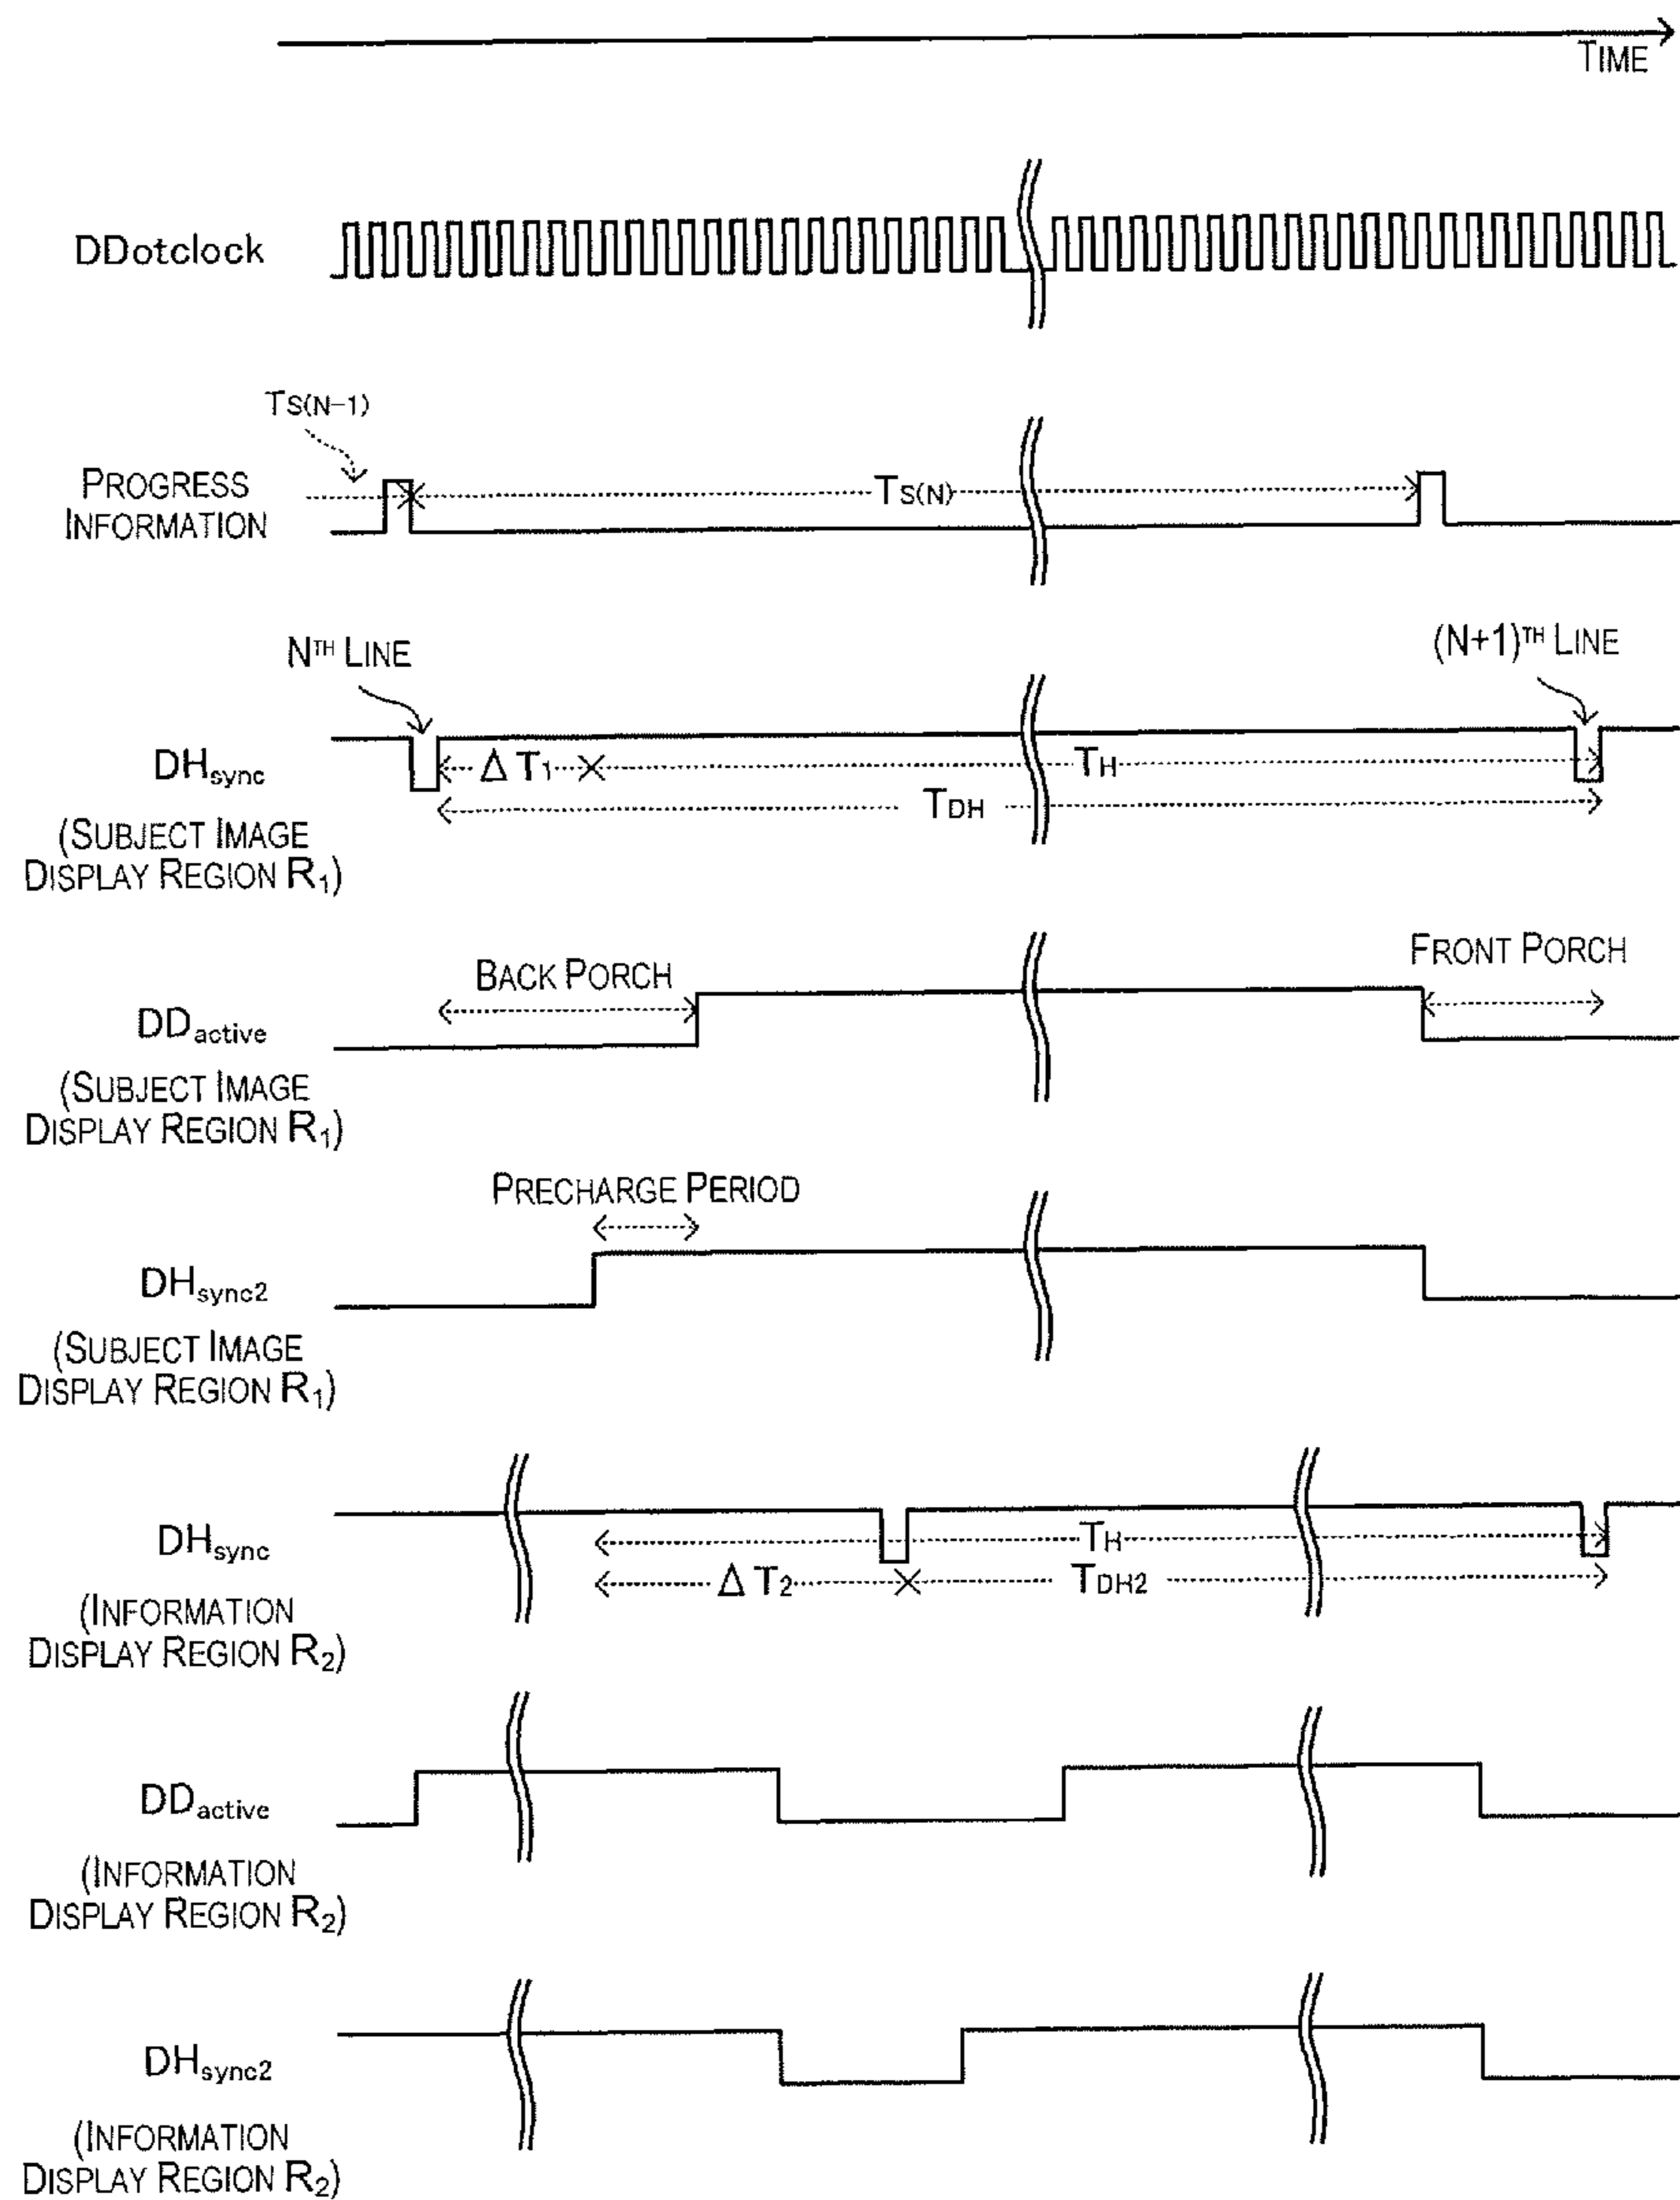 TIME
DDotclock
TS(N-1)
PROGRESS
INFORMATION
TS(N)
NTH LINE
(N+1)TH LINE
DHsync
ΔT1
TH
TDH
(SUBJECT IMAGE
DISPLAY REGION R1)
BACK PORCH
FRONT PORCH
DDactive
(SUBJECT IMAGE
DISPLAY REGION R1)
PRECHARGE PERIOD
DHsync2
(SUBJECT IMAGE
DISPLAY REGION R1)
DHsync
TH
ΔT2
TDH2
(INFORMATION
DISPLAY REGION R2)
DDactive
(INFORMATION
DISPLAY REGION R2)
DHsync2
(INFORMATION
DISPLAY REGION R2)